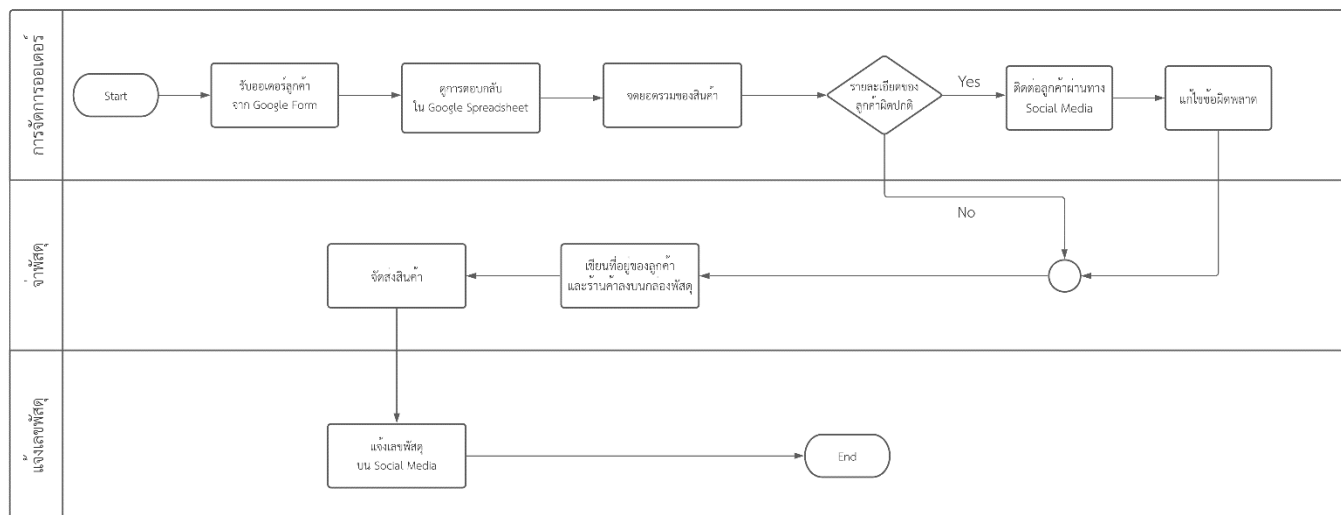 การจัดการออเดอร์
Start
รับออเดอร์ลูกค้า
จาก Google Form
ดูการตอบกลับ
ใน Google Spreadsheet
จดยอดรวมของสินค้า
รายละเอียดของ
ลูกค้าผิดปกติ
Yes
ติดต่อลูกค้าผ่านทาง
Social Media
แก้ไขข้อผิดพลาด
No
จ่าพัสดุ
จัดส่งสินค้า
เขียนที่อยู่ของลูกค้า
และร้านค้าลงบนกล่องพัสดุ
แจ้งเลขพัสดุ
แจ้งเลขพัสดุ
บน Social Media
End